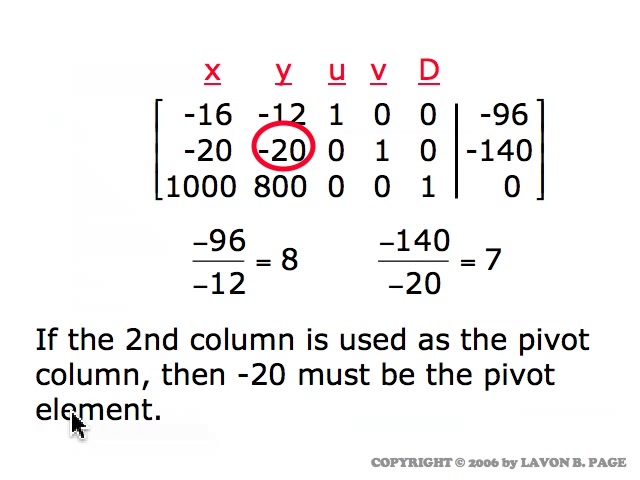 x y u v D
-16 -12 1 0 0 -96
-20 -20 0 1 0 -140
1000 800 0 0 1 0
–96 / –12 = 8 –140 / –20 = 7
If the 2nd column is used as the pivot
column, then -20 must be the pivot
element.
COPYRIGHT © 2006 by LAVON B. PAGE